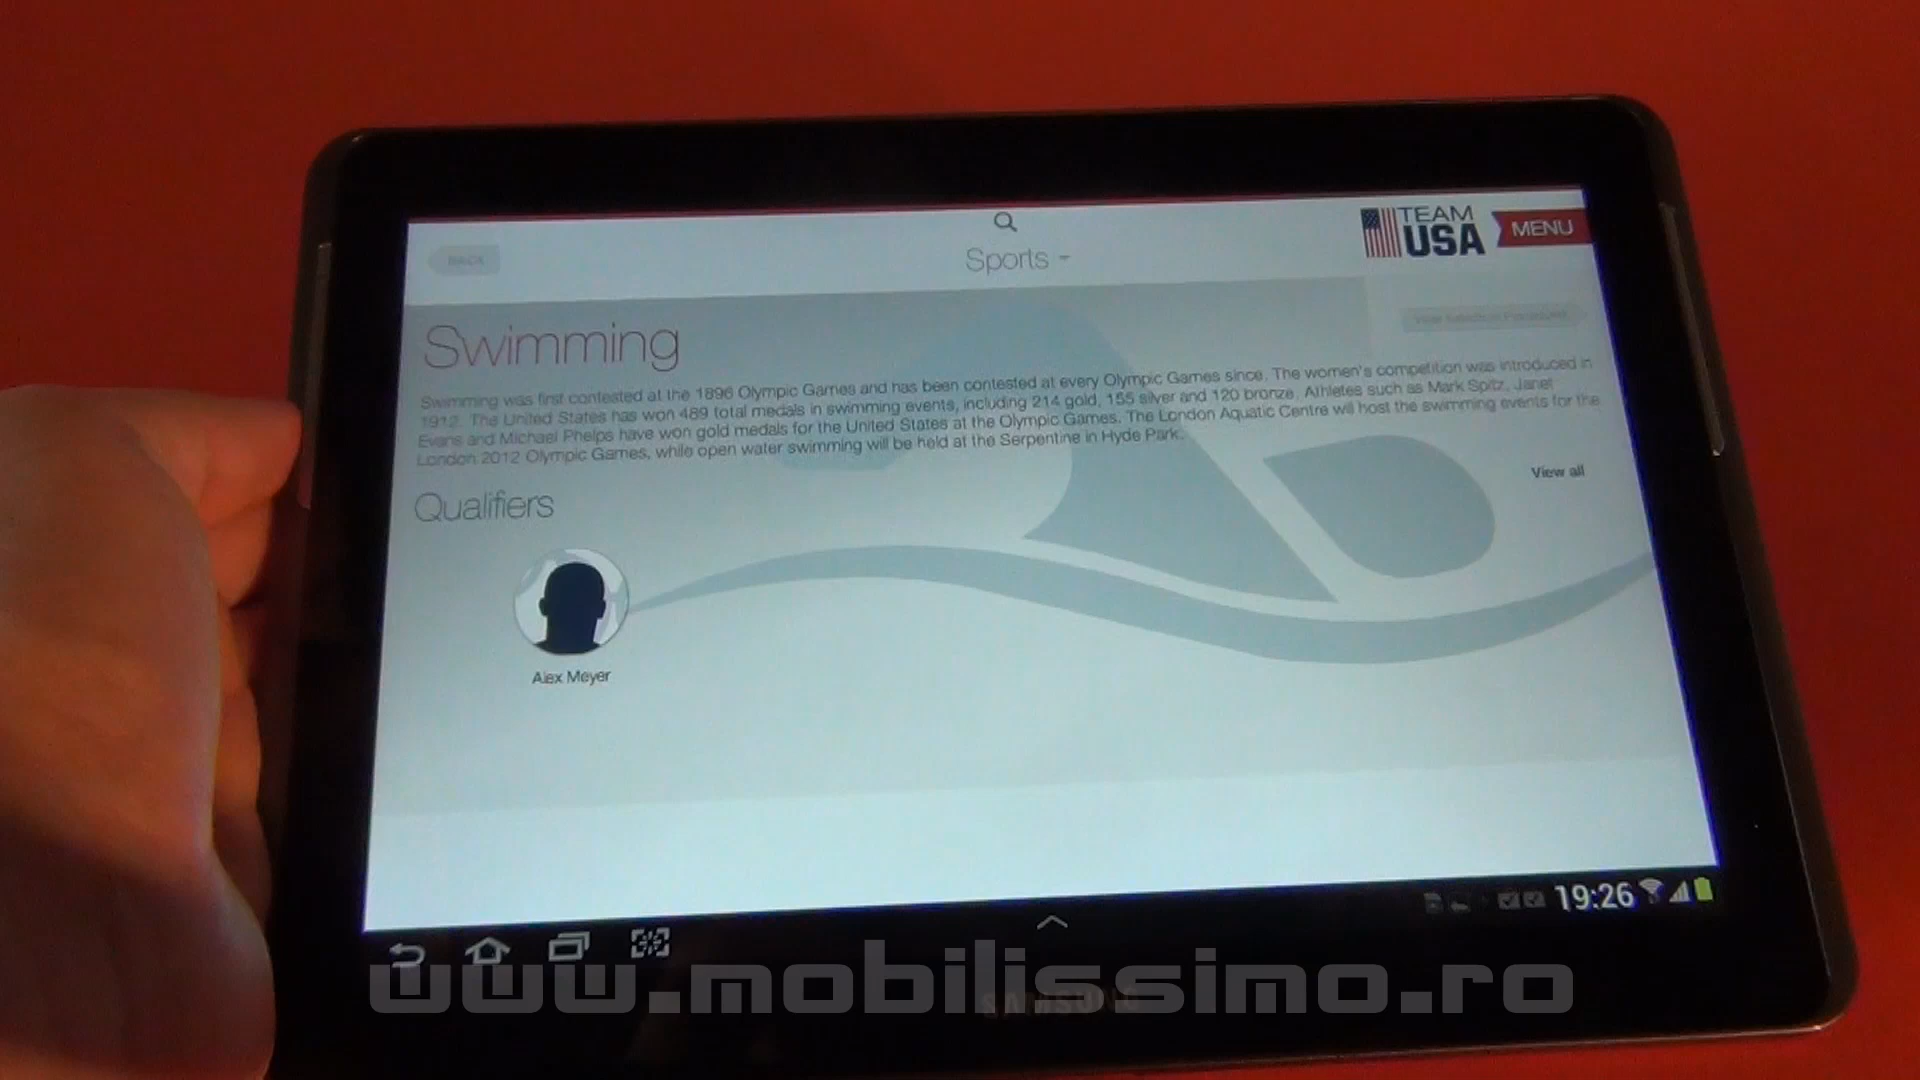 BACK
Sports
TEAM
USA
MENU
Swimming
Swimming was first contested at the 1896 Olympic Games and has been contested at every Olympic Games since. The women's competition was introduced in
1912. The United States has won 489 total medals in swimming events, including 214 gold, 155 silver and 120 bronze. Athletes such as Mark Spitz, Janet
Evans and Michael Phelps have won gold medals for the United States at the Olympic Games. The London Aquatic Centre will host the swimming events for the
London 2012 Olympic Games, while open water swimming will be held at the Serpentine in Hyde Park.
View all
Qualifiers
Alex Meyer
19:26
www.mobilissimo.ro
SAMSUNG